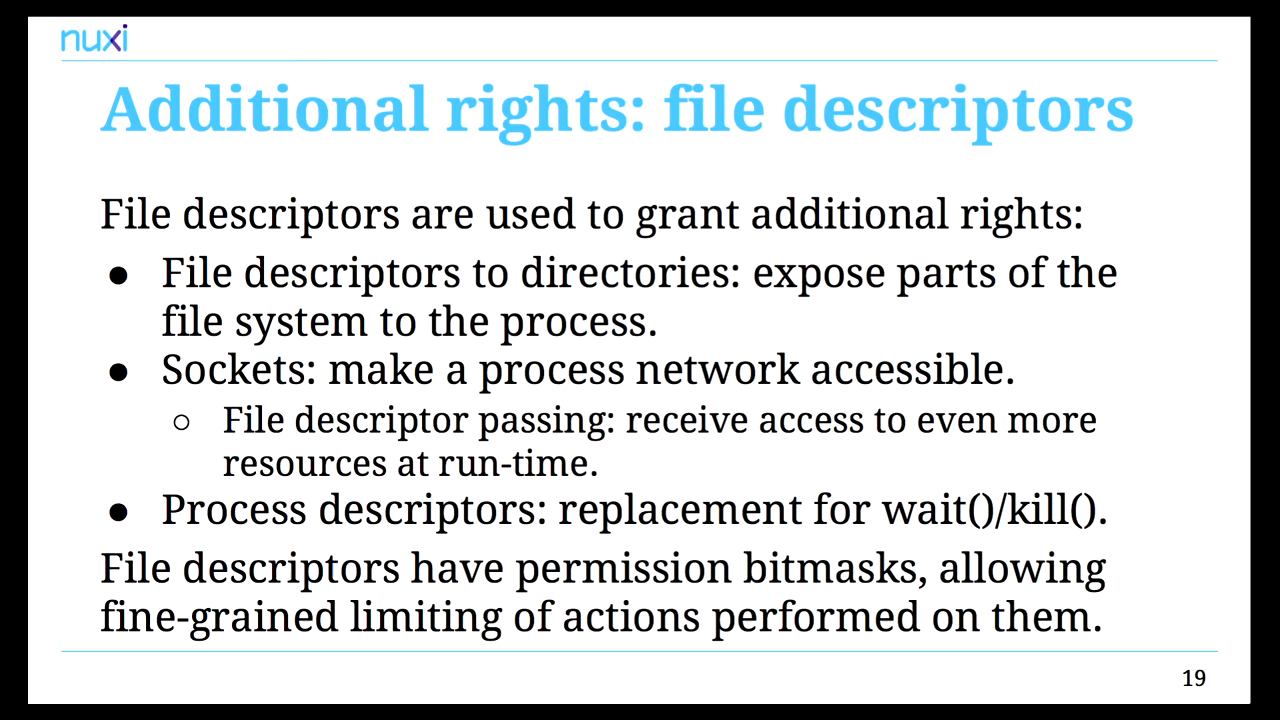 nuxi
Additional rights: file descriptors
File descriptors are used to grant additional rights:
● File descriptors to directories: expose parts of the
file system to the process.
● Sockets: make a process network accessible.
○ File descriptor passing: receive access to even more
resources at run-time.
● Process descriptors: replacement for wait()/kill().
File descriptors have permission bitmasks, allowing
fine-grained limiting of actions performed on them.
19